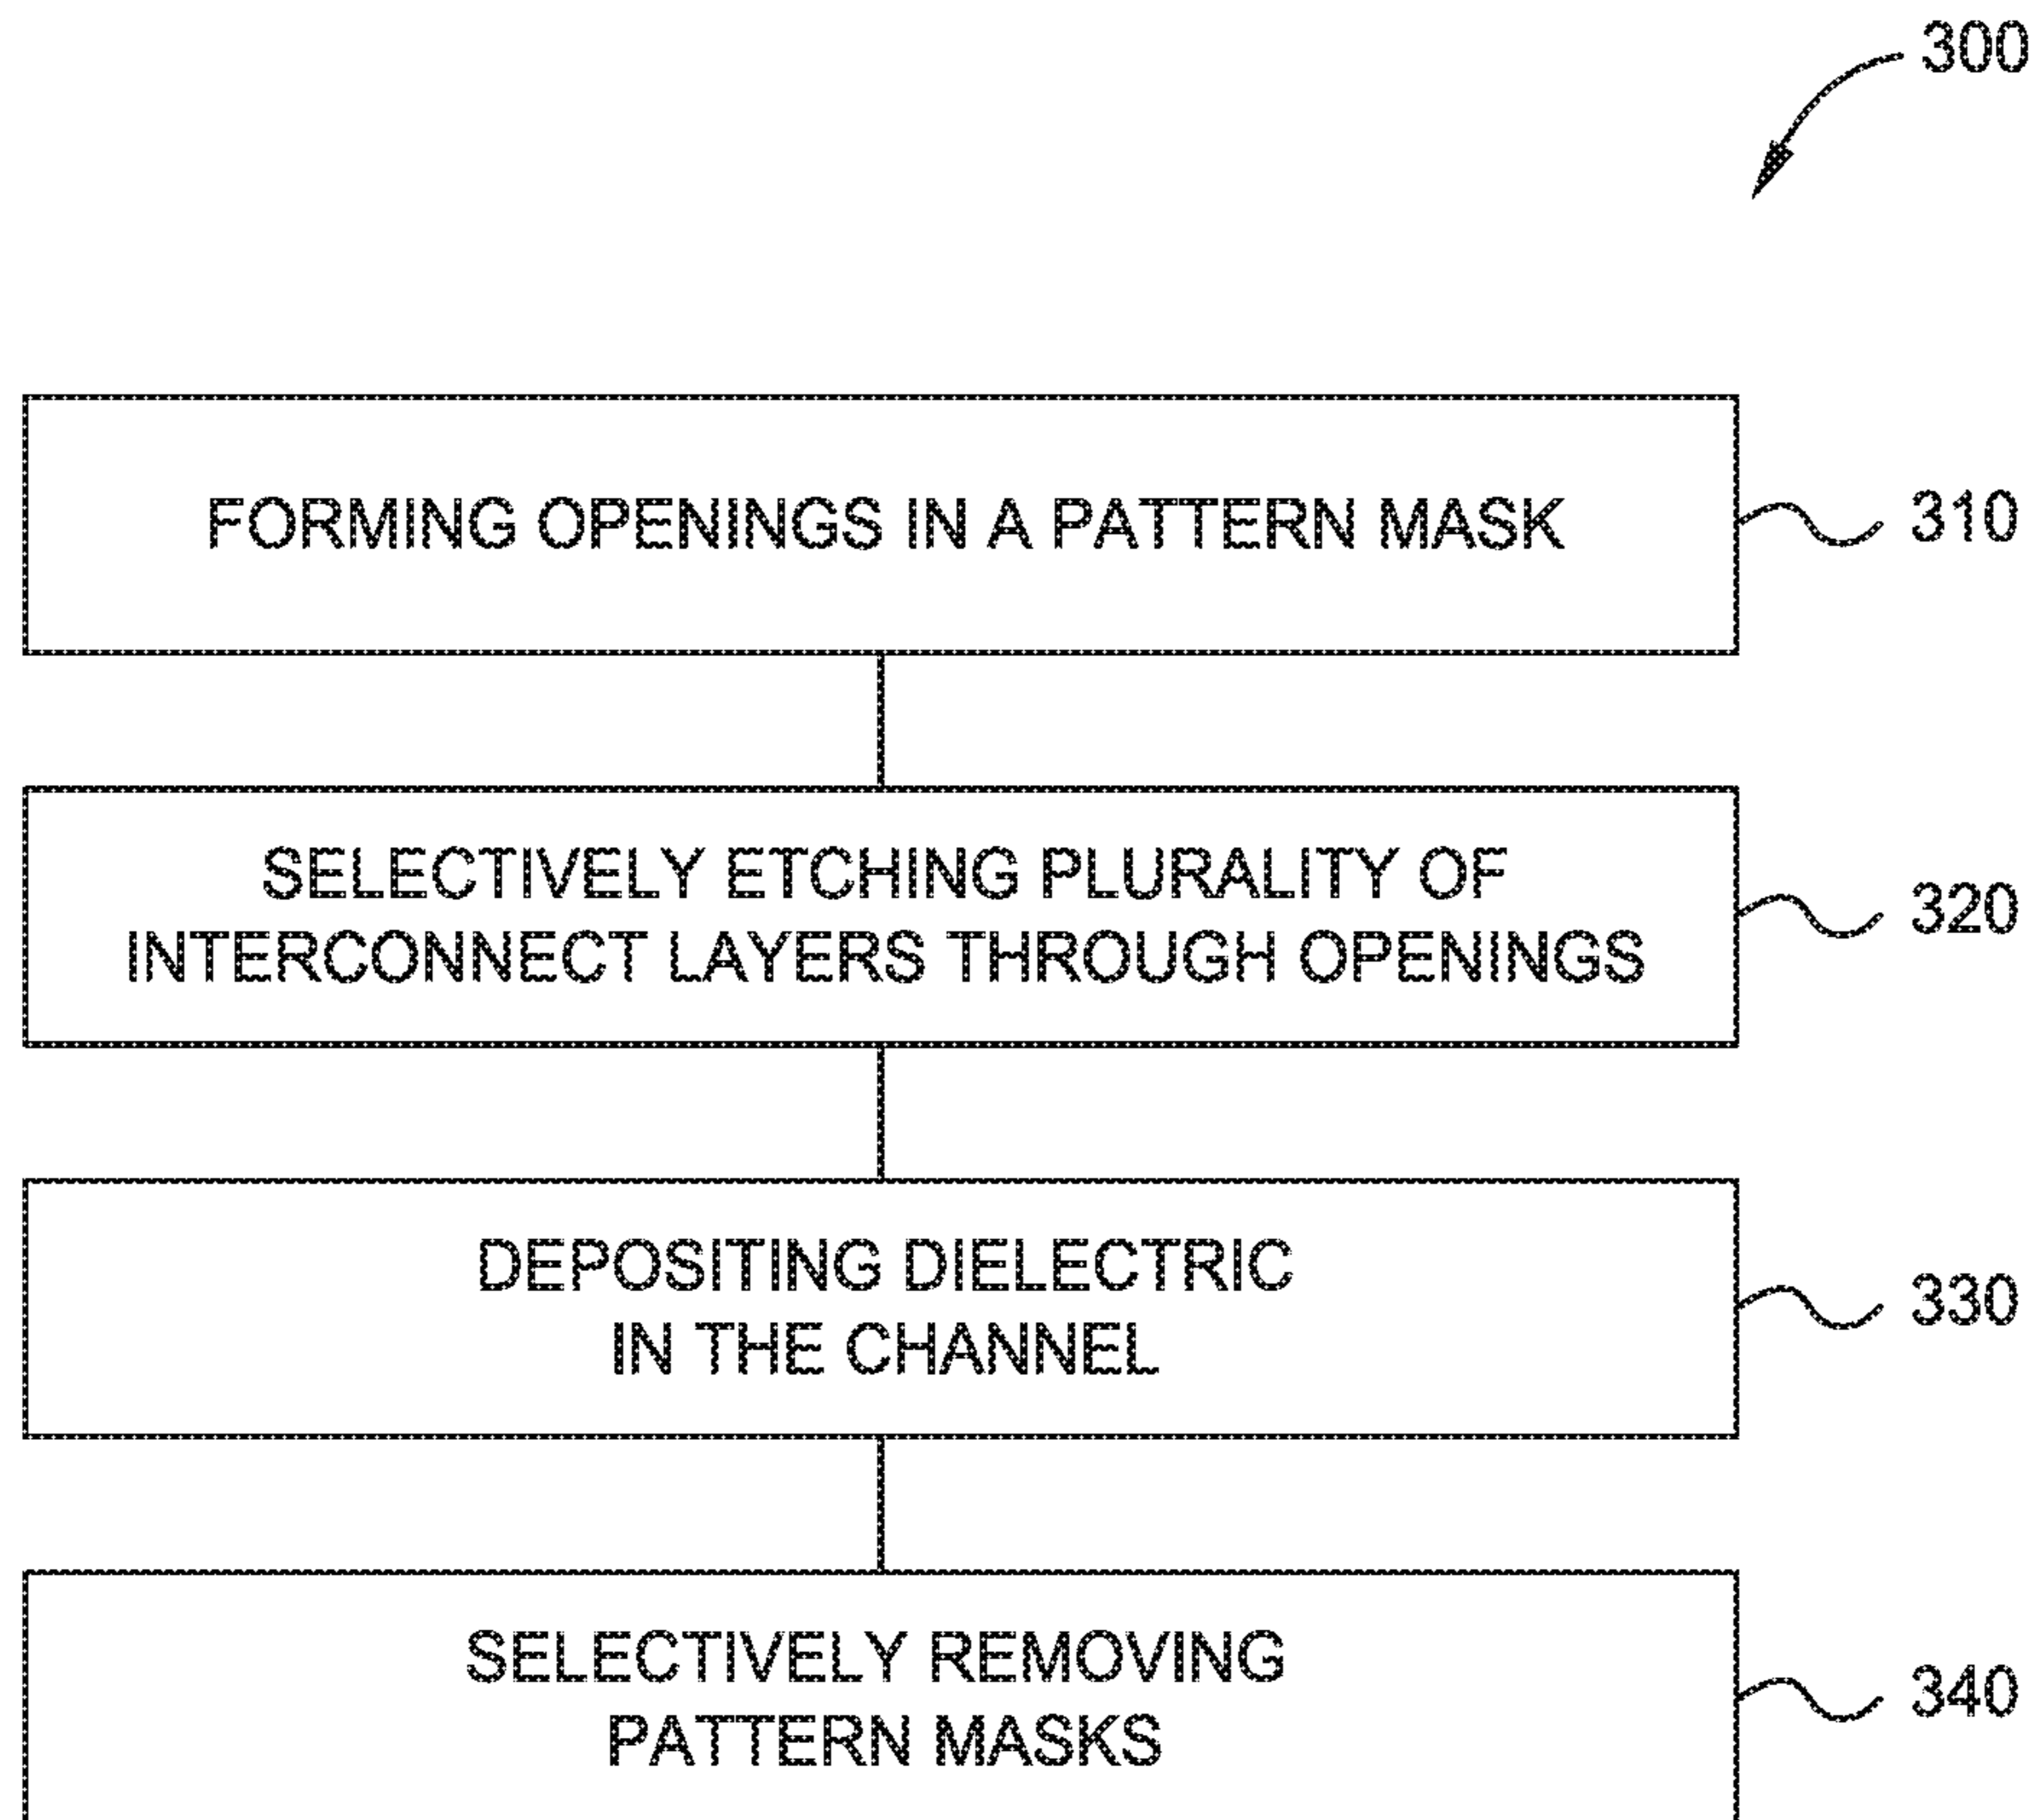 300
FORMING OPENINGS IN A PATTERN MASK
310
SELECTIVELY ETCHING PLURALITY OF
INTERCONNECT LAYERS THROUGH OPENINGS
320
DEPOSITING DIELECTRIC
IN THE CHANNEL
330
SELECTIVELY REMOVING
PATTERN MASKS
340